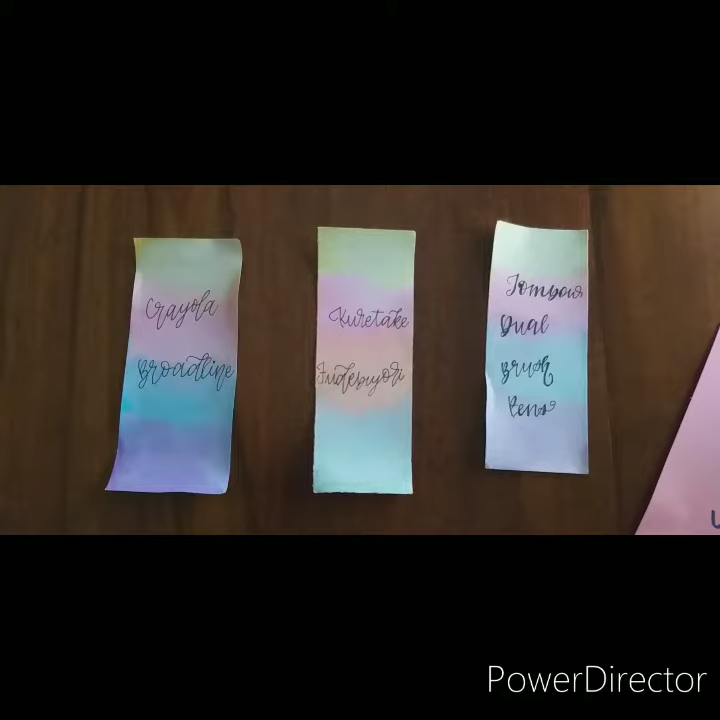 Crayola
Broadline
Kuretake
Fudebiyori
Tombow
Dual
Brush
Pens
PowerDirector